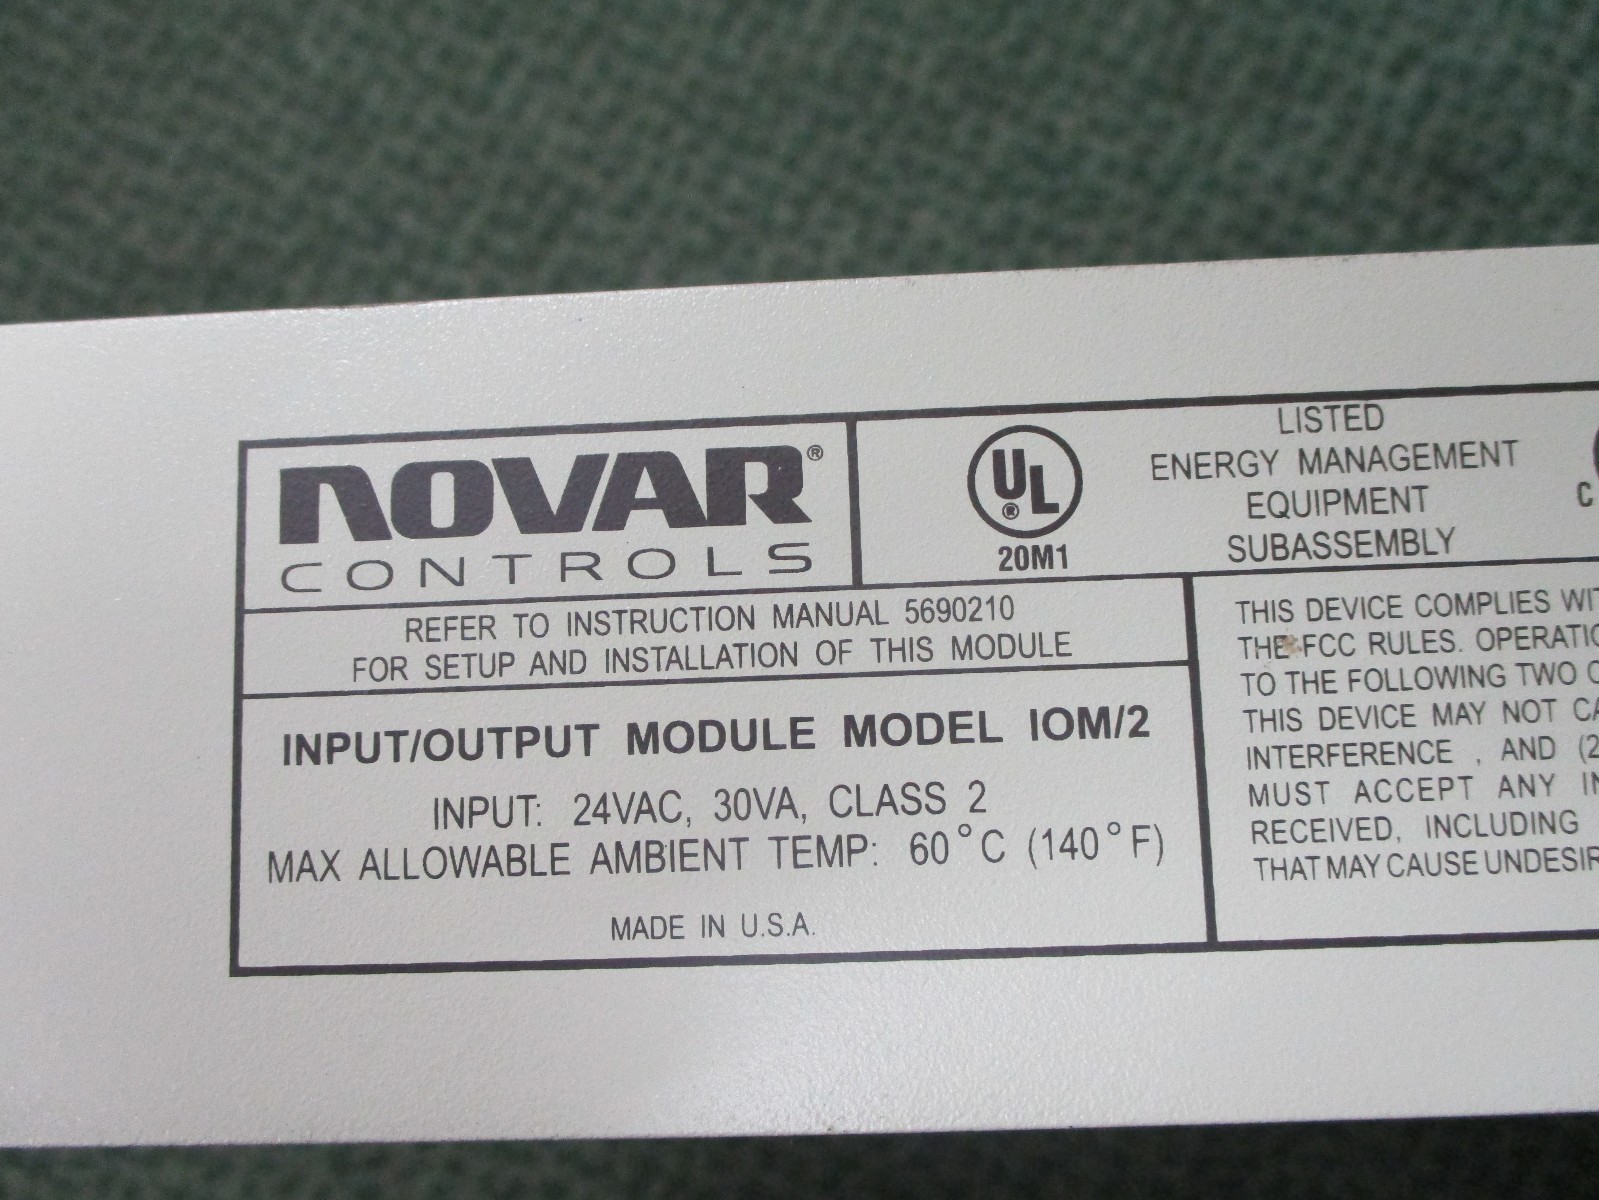 NOVAR®
CONTROLS
UL®
20M1
LISTED
ENERGY MANAGEMENT
EQUIPMENT
SUBASSEMBLY
C
REFER TO INSTRUCTION MANUAL 5690210
FOR SETUP AND INSTALLATION OF THIS MODULE
INPUT/OUTPUT MODULE MODEL IOM/2
INPUT: 24VAC, 30VA, CLASS 2
MAX ALLOWABLE AMBIENT TEMP: 60°C (140°F)
MADE IN U.S.A.
THIS DEVICE COMPLIES
THE FCC RULES.
TO THE FOLLOWING TWO
THIS DEVICE MAY NOT
INTERFERENCE , AND (2
MUST ACCEPT ANY
RECEIVED, INCLUDING
THAT MAY CAUSE